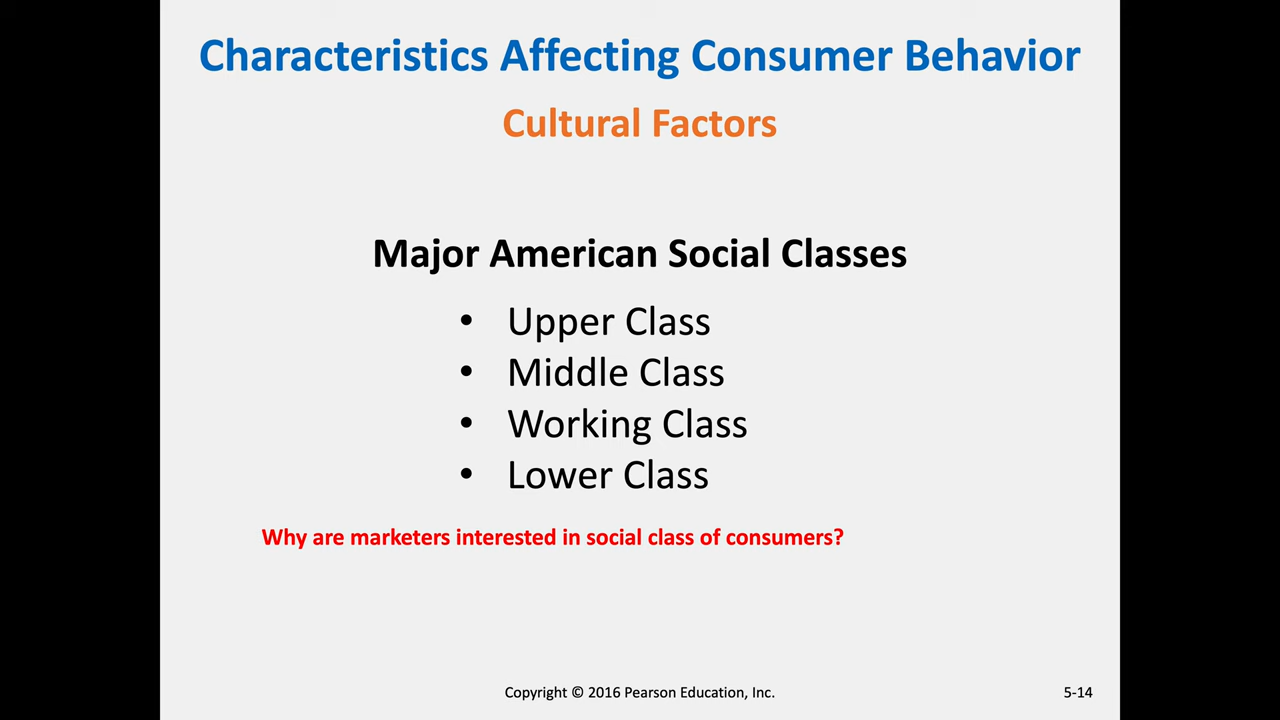 Characteristics Affecting Consumer Behavior
Cultural Factors
Major American Social Classes
• Upper Class
• Middle Class
• Working Class
• Lower Class
Why are marketers interested in social class of consumers?
Copyright © 2016 Pearson Education, Inc.
5-14